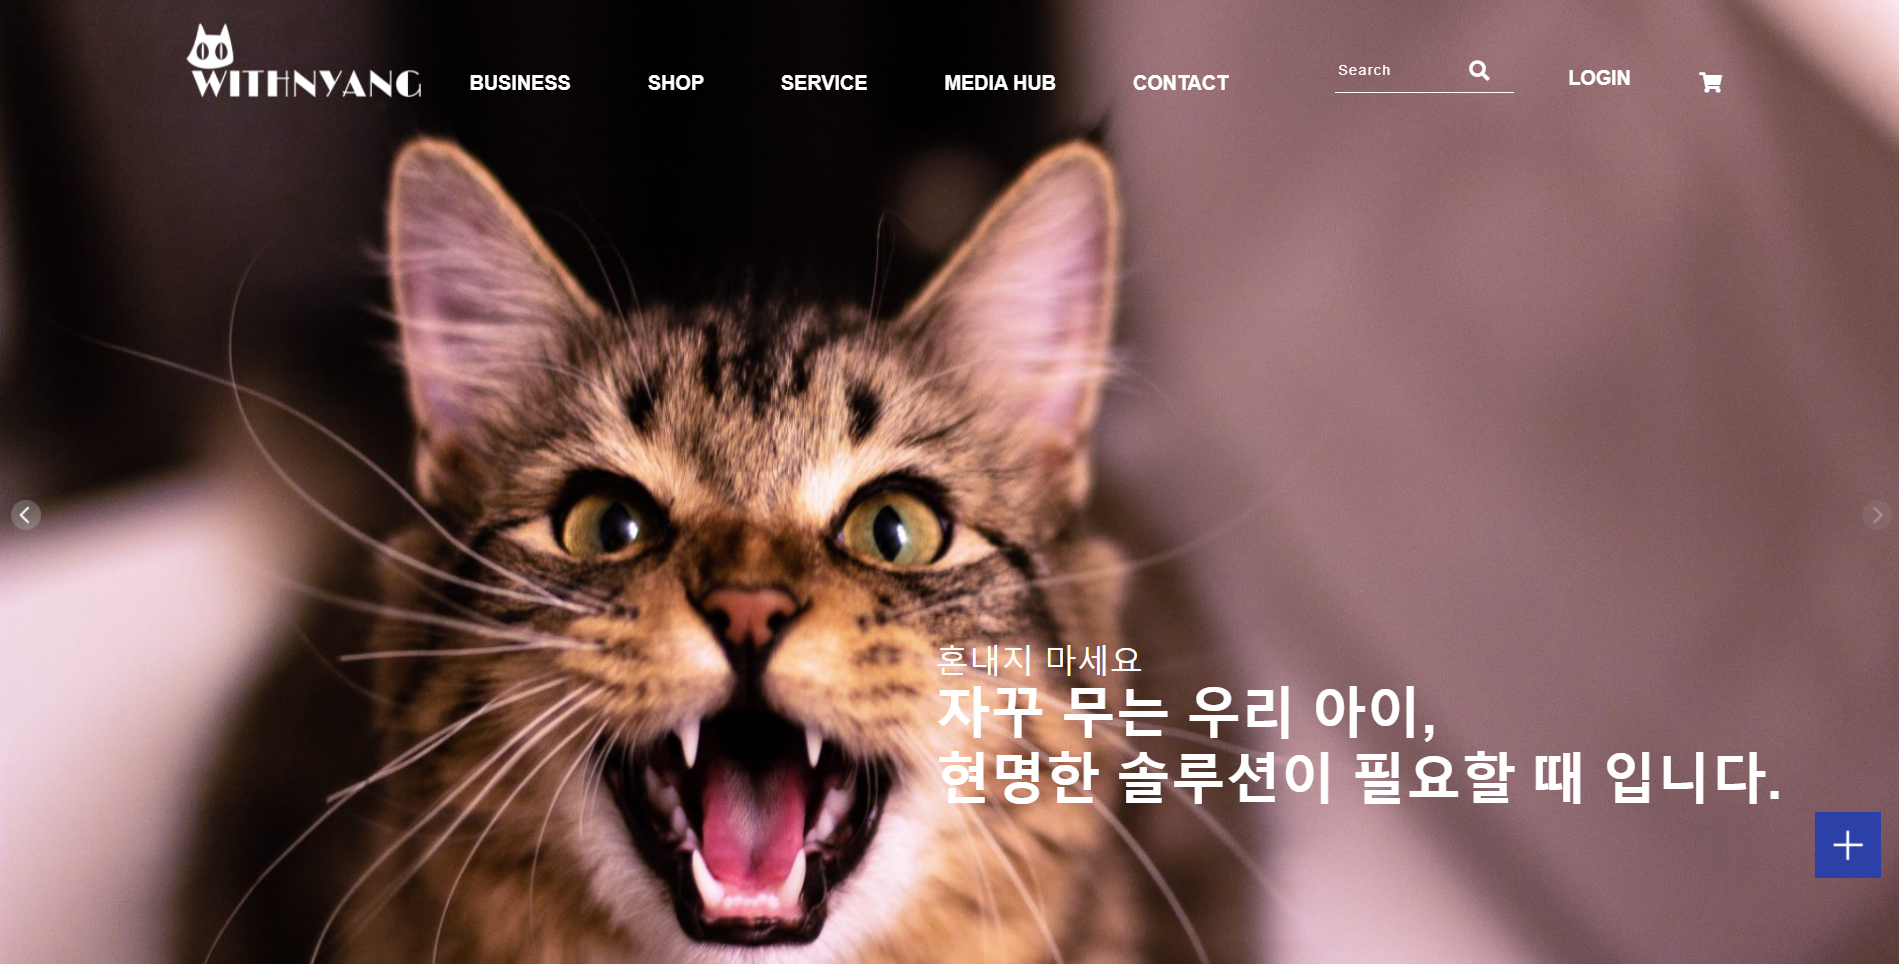 WITHNYANG
BUSINESS
SHOP
SERVICE
MEDIA HUB
CONTACT
Search
LOGIN
혼내지 마세요
자꾸 무는 우리 아이,
현명한 솔루션이 필요할 때 입니다.